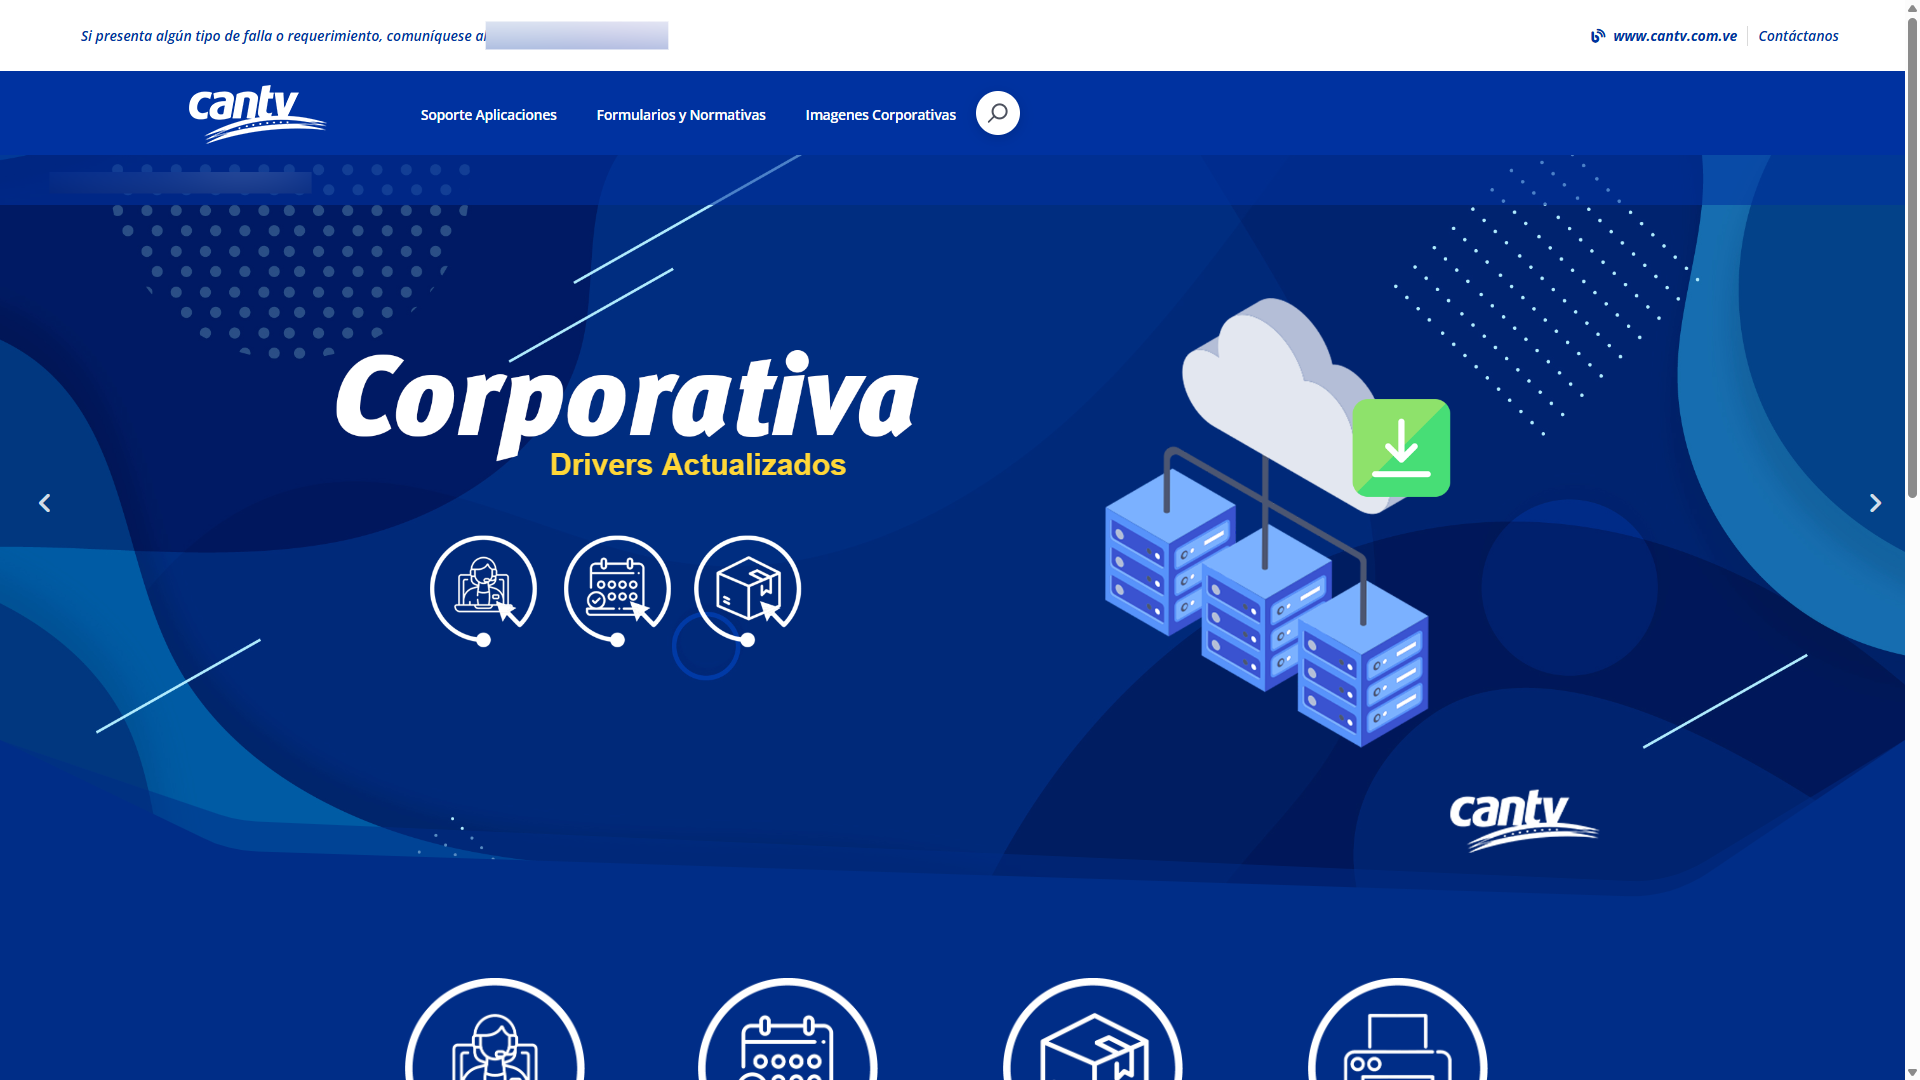 Si presenta algún tipo de falla o requerimiento, comuníquese al
www.cantv.com.ve
Contáctanos
cantv
Soporte Aplicaciones
Formularios y Normativas
Imagenes Corporativas
Corporativa
Drivers Actualizados
cantv